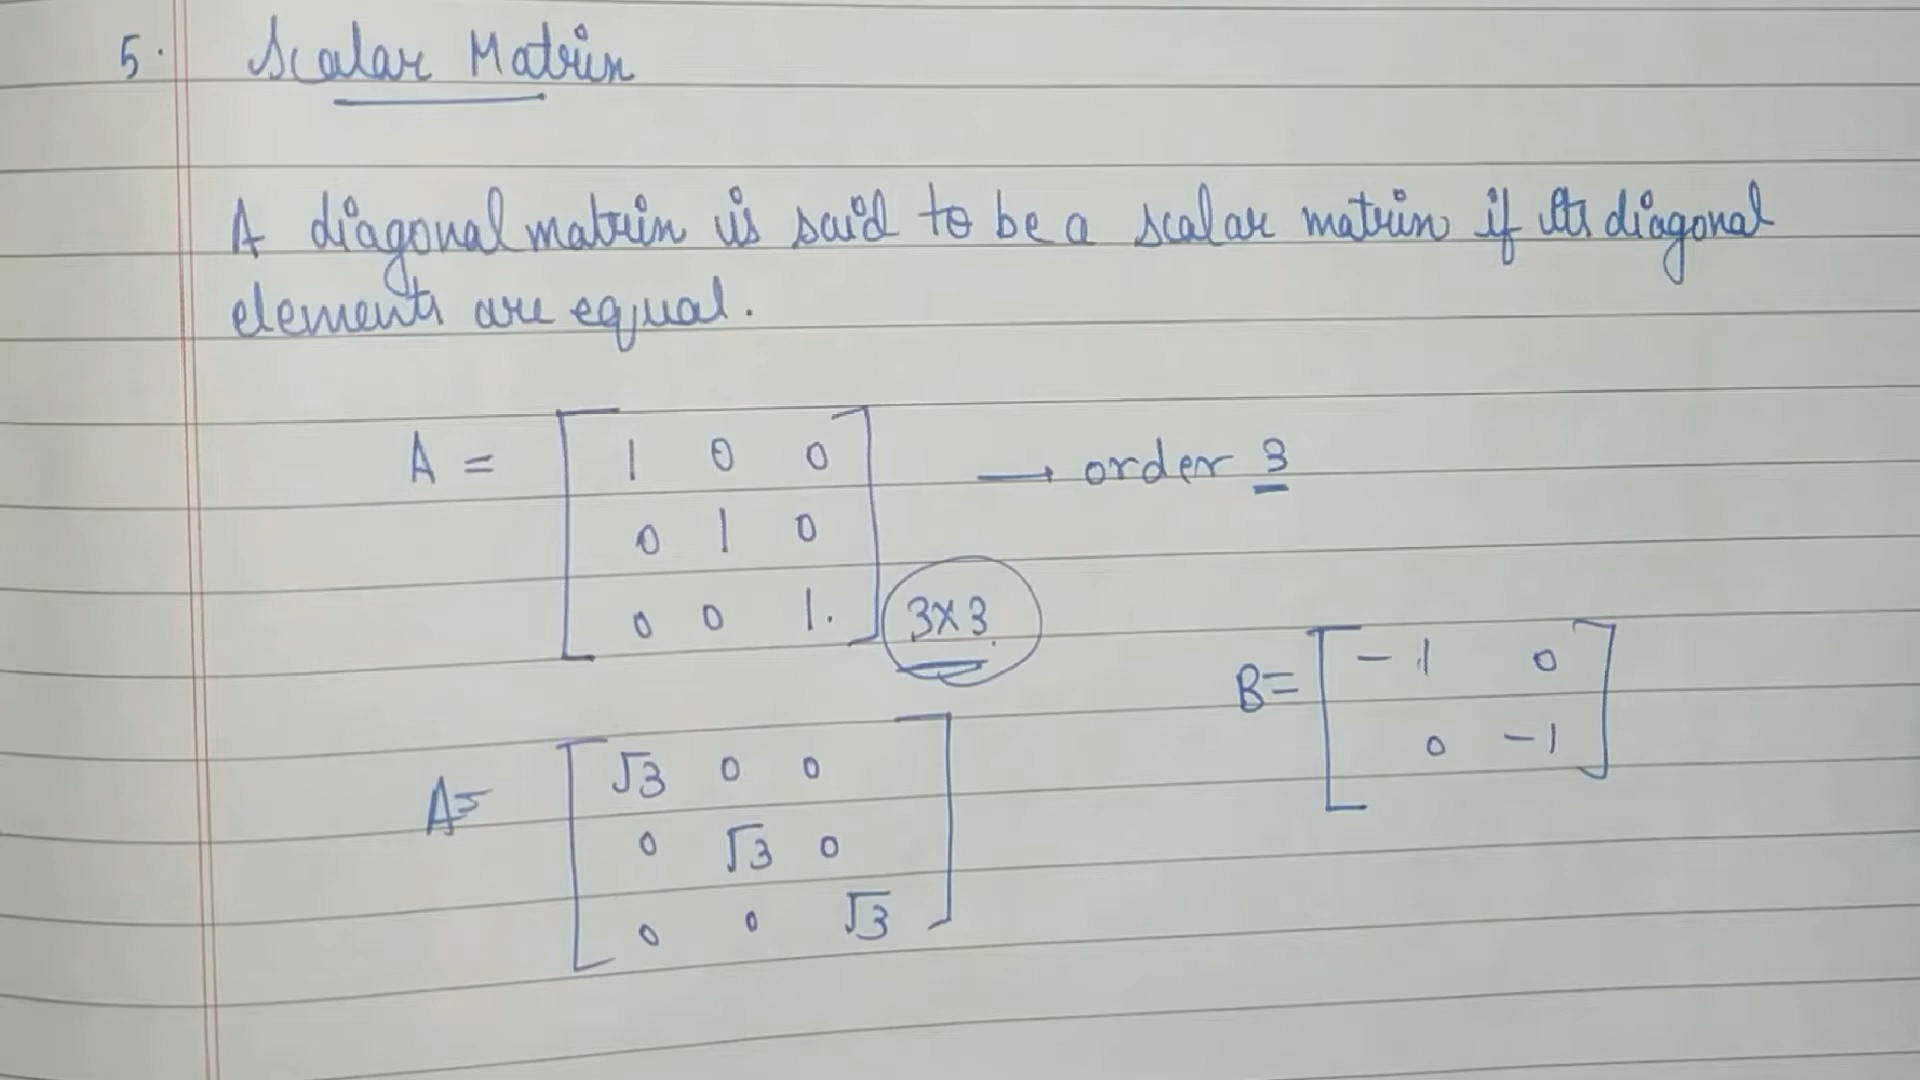 5. Scalar Matrix
A diagonal matrix is said to be a scalar matrix if its diagonal
elements are equal.
A = [ 1 0 0 → order 3
0 1 0
0 0 1. ] 3×3
B = [ -1 0
0 -1 ]
A = [ √3 0 0
0 √3 0
0 0 √3 ]